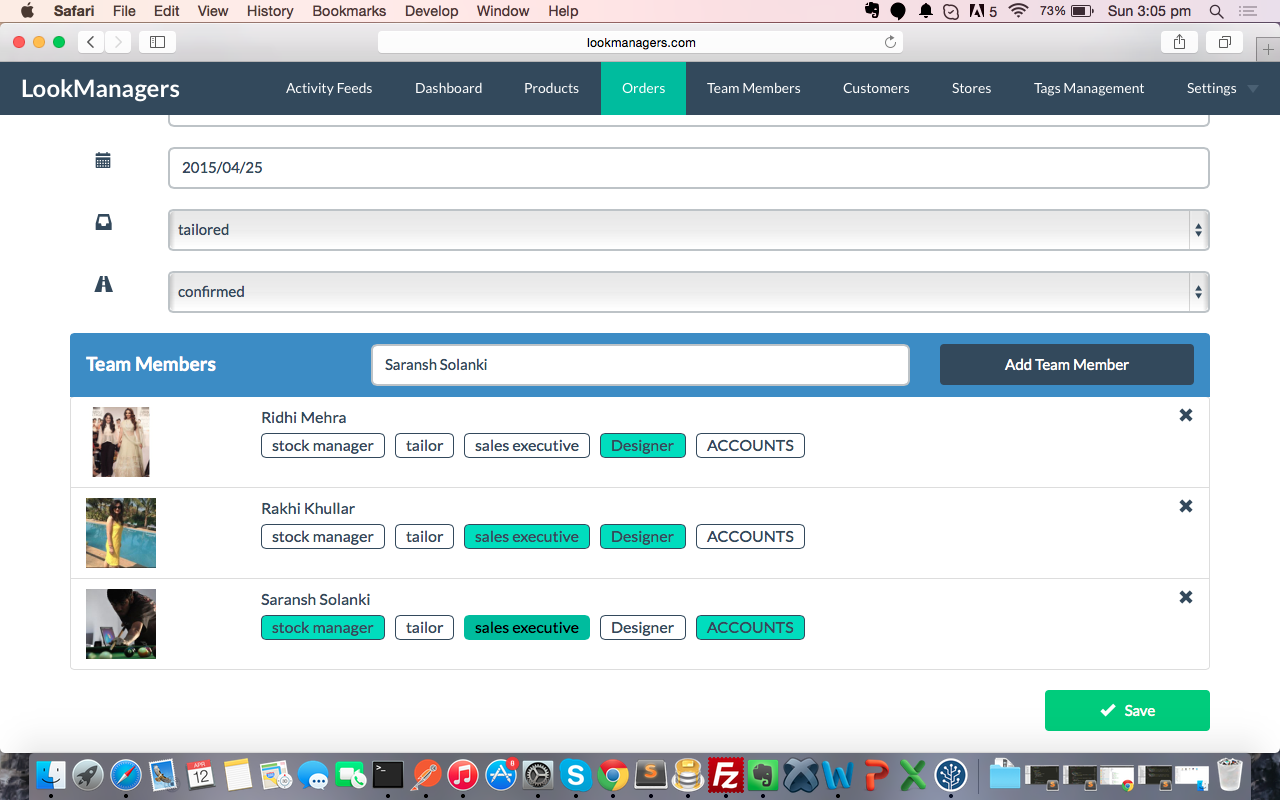 Safari File Edit View History Bookmarks Develop Window Help 5 73% Sun 3:05 pm
lookmanagers.com
LookManagers Activity Feeds Dashboard Products Orders Team Members Customers Stores Tags Management Settings
2015/04/25
tailored
confirmed
Team Members Saransh Solanki Add Team Member
Ridhi Mehra
stock manager tailor sales executive Designer ACCOUNTS
Rakhi Khullar
stock manager tailor sales executive Designer ACCOUNTS
Saransh Solanki
stock manager tailor sales executive Designer ACCOUNTS
Save
APR
12
8